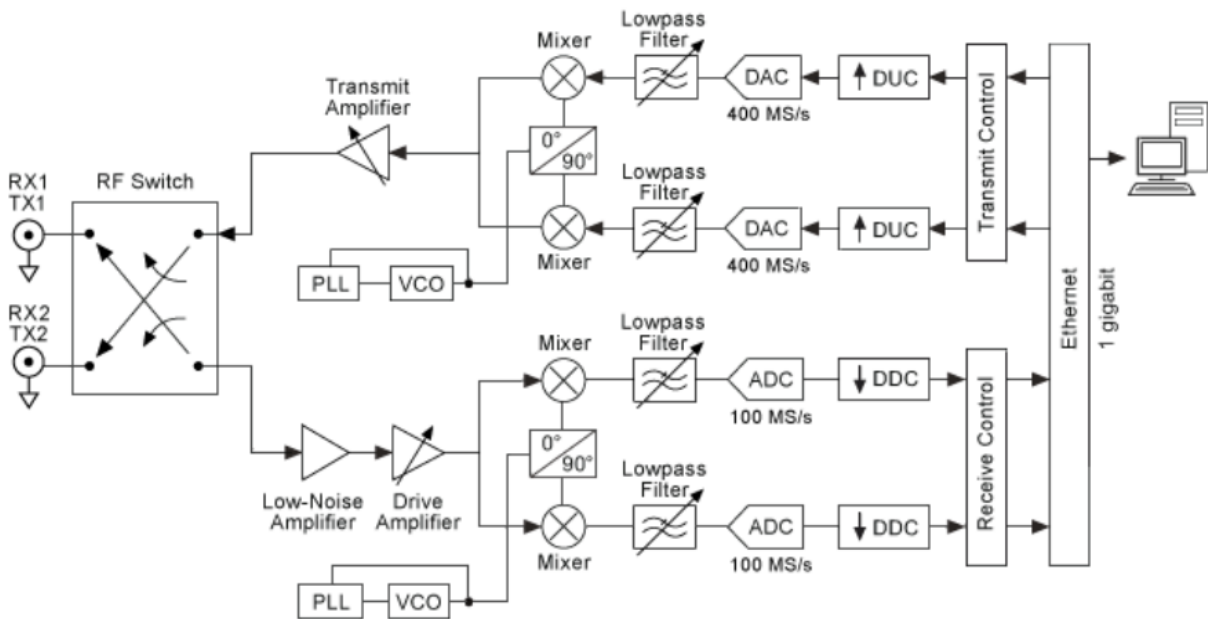 Mixer
Lowpass
Filter
DAC
400 MS/s
DUC
Transmit
Amplifier
0°
90°
RX1
TX1
RF Switch
Lowpass
Filter
Mixer
DAC
400 MS/s
DUC
Transmit Control
PLL
VCO
RX2
TX2
Ethernet
1 gigabit
Mixer
Lowpass
Filter
ADC
100 MS/s
DDC
0°
90°
Low-Noise
Amplifier
Drive
Amplifier
Lowpass
Filter
Mixer
ADC
100 MS/s
DDC
Receive Control
PLL
VCO